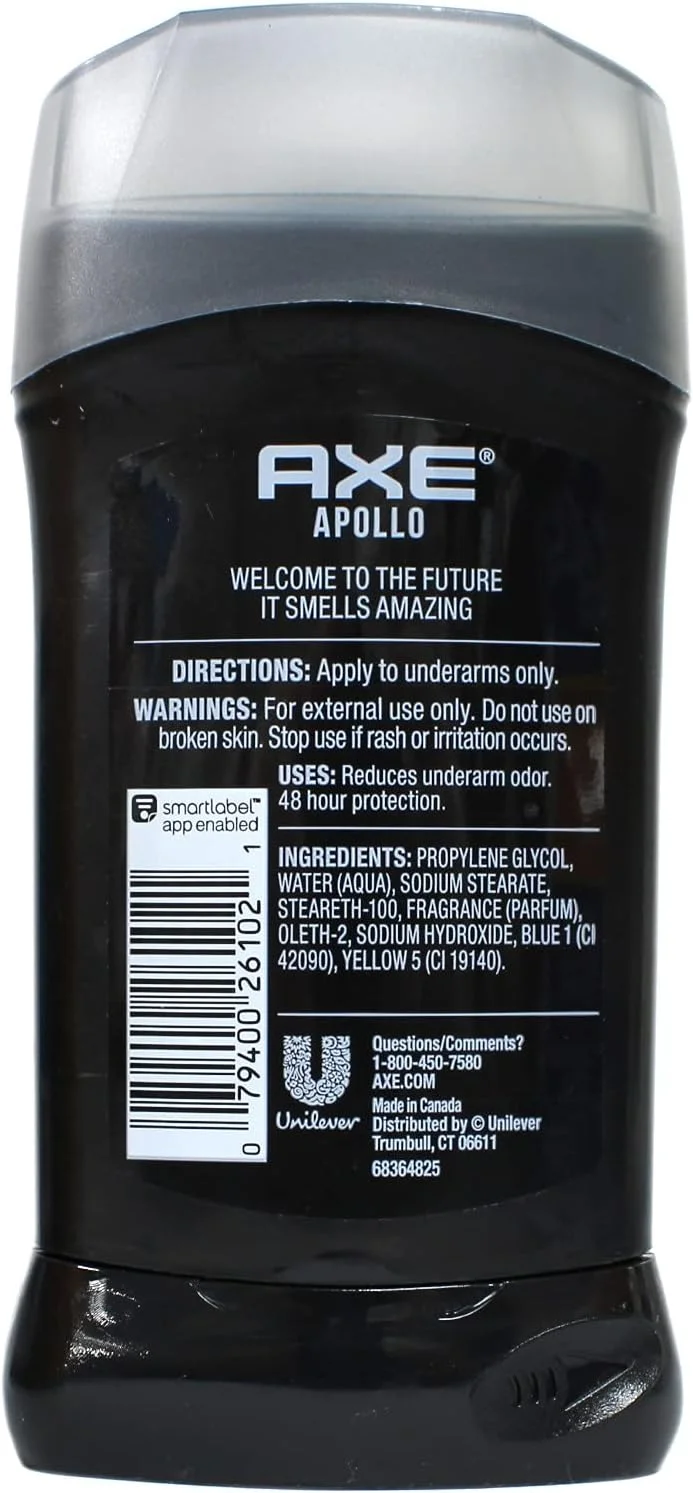 AXE®
APOLLO
WELCOME TO THE FUTURE
IT SMELLS AMAZING
DIRECTIONS: Apply to underarms only.
WARNINGS: For external use only. Do not use on
broken skin. Stop use if rash or irritation occurs.
USES: Reduces underarm odor.
48 hour protection.
smartlabel™
app enabled
0 79400 26102 1
INGREDIENTS: PROPYLENE GLYCOL,
WATER (AQUA), SODIUM STEARATE,
STEARETH-100, FRAGRANCE (PARFUM),
OLETH-2, SODIUM HYDROXIDE, BLUE 1 (CI
42090), YELLOW 5 (CI 19140).
Unilever
Questions/Comments?
1-800-450-7580
AXE.COM
Made in Canada
Distributed by © Unilever
Trumbull, CT 06611
68364825